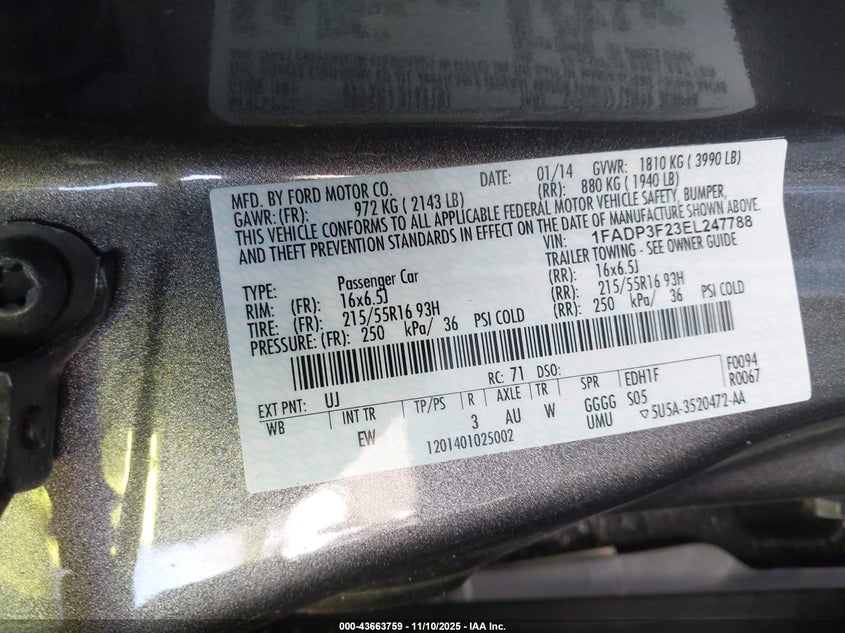 MFD. BY FORD MOTOR CO. DATE: 01/14 GVWR: 1810 KG ( 3990 LB)
GAWR: (FR): 972 KG ( 2143 LB) (RR): 880 KG ( 1940 LB)
THIS VEHICLE CONFORMS TO ALL APPLICABLE FEDERAL MOTOR VEHICLE SAFETY, BUMPER,
AND THEFT PREVENTION STANDARDS IN EFFECT ON THE DATE OF MANUFACTURE SHOWN ABOVE.
VIN: 1FADP3F23EL247788
TRAILER TOWING - SEE OWNER GUIDE
TYPE: Passenger Car
RIM: (FR): 16x6.5J (RR): 16x6.5J
TIRE: (FR): 215/55R16 93H (RR): 215/55R16 93H
PRESSURE: (FR): 250 kPa/ 36 PSI COLD (RR): 250 kPa/ 36 PSI COLD
EXT PNT: UJ RC: 71 DSO:
WB INT TR TP/PS R AXLE TR SPR EDH1F F0094
EW 3 AU W GGGG S05 R0067
1201401025002 UMU ▽5U5A-3520472-AA
000-43663759 - 11/10/2025 - IAA Inc.